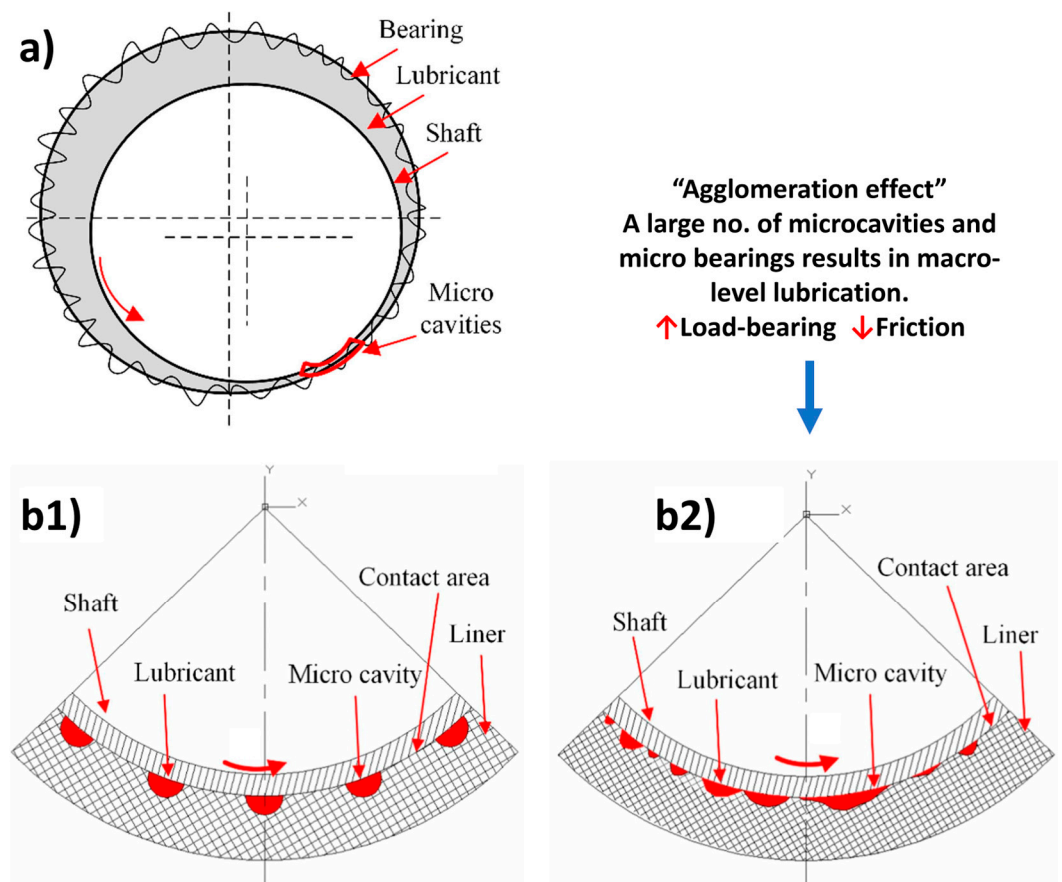 a)
Bearing
Lubricant
Shaft
Micro
cavities
“Agglomeration effect”
A large no. of microcavities and
micro bearings results in macro-
level lubrication.
↑Load-bearing ↓Friction
b1)
Y
X
Contact area
Shaft
Liner
Lubricant
Micro cavity
b2)
Y
X
Contact area
Shaft
Liner
Lubricant
Micro cavity